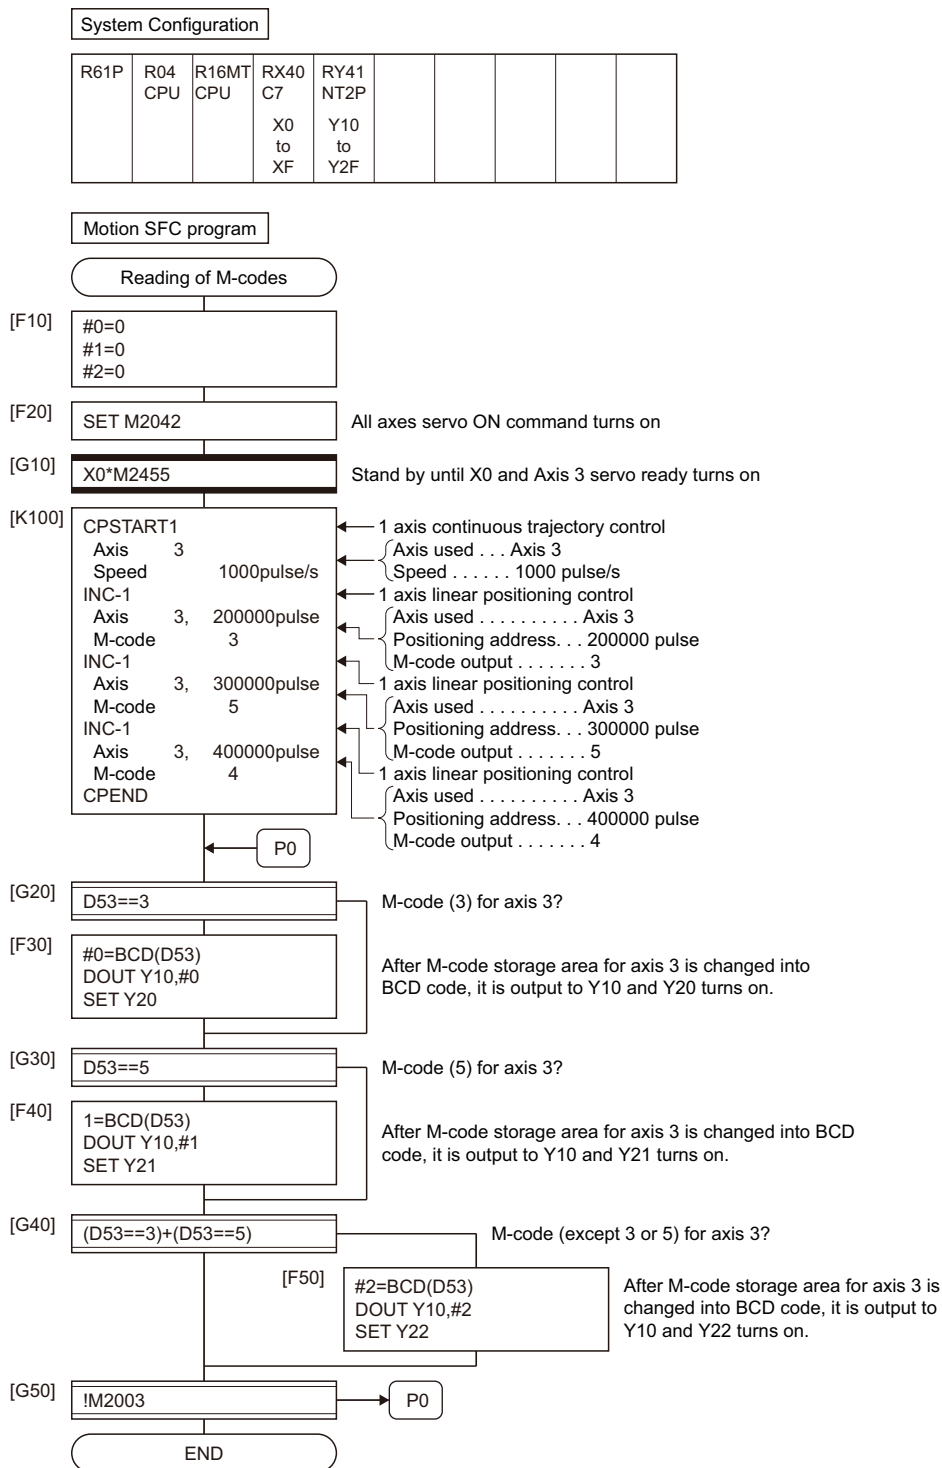 System Configuration
R61P
R04
CPU
R16MT
CPU
RX40
C7
X0
to
XF
RY41
NT2P
Y10
to
Y2F
Motion SFC program
Reading of M-codes
[F10]
#0=0
#1=0
#2=0
[F20]
SET M2042
All axes servo ON command turns on
[G10]
X0*M2455
Stand by until X0 and Axis 3 servo ready turns on
[K100]
CPSTART1
Axis 3
Speed 1000pulse/s
INC-1
Axis 3, 200000pulse
M-code 3
INC-1
Axis 3, 300000pulse
M-code 5
INC-1
Axis 3, 400000pulse
M-code 4
CPEND
1 axis continuous trajectory control
Axis used . . . Axis 3
Speed . . . . . . 1000 pulse/s
1 axis linear positioning control
Axis used . . . . . . . . . . Axis 3
Positioning address. . . 200000 pulse
M-code output . . . . . . . 3
1 axis linear positioning control
Axis used . . . . . . . . . . Axis 3
Positioning address. . . 300000 pulse
M-code output . . . . . . . 5
1 axis linear positioning control
Axis used . . . . . . . . . . Axis 3
Positioning address. . . 400000 pulse
M-code output . . . . . . . 4
P0
[G20]
D53==3
M-code (3) for axis 3?
[F30]
#0=BCD(D53)
DOUT Y10,#0
SET Y20
After M-code storage area for axis 3 is changed into
BCD code, it is output to Y10 and Y20 turns on.
[G30]
D53==5
M-code (5) for axis 3?
[F40]
1=BCD(D53)
DOUT Y10,#1
SET Y21
After M-code storage area for axis 3 is changed into BCD
code, it is output to Y10 and Y21 turns on.
[G40]
(D53==3)+(D53==5)
M-code (except 3 or 5) for axis 3?
[F50]
#2=BCD(D53)
DOUT Y10,#2
SET Y22
After M-code storage area for axis 3 is
changed into BCD code, it is output to
Y10 and Y22 turns on.
[G50]
!M2003
P0
END